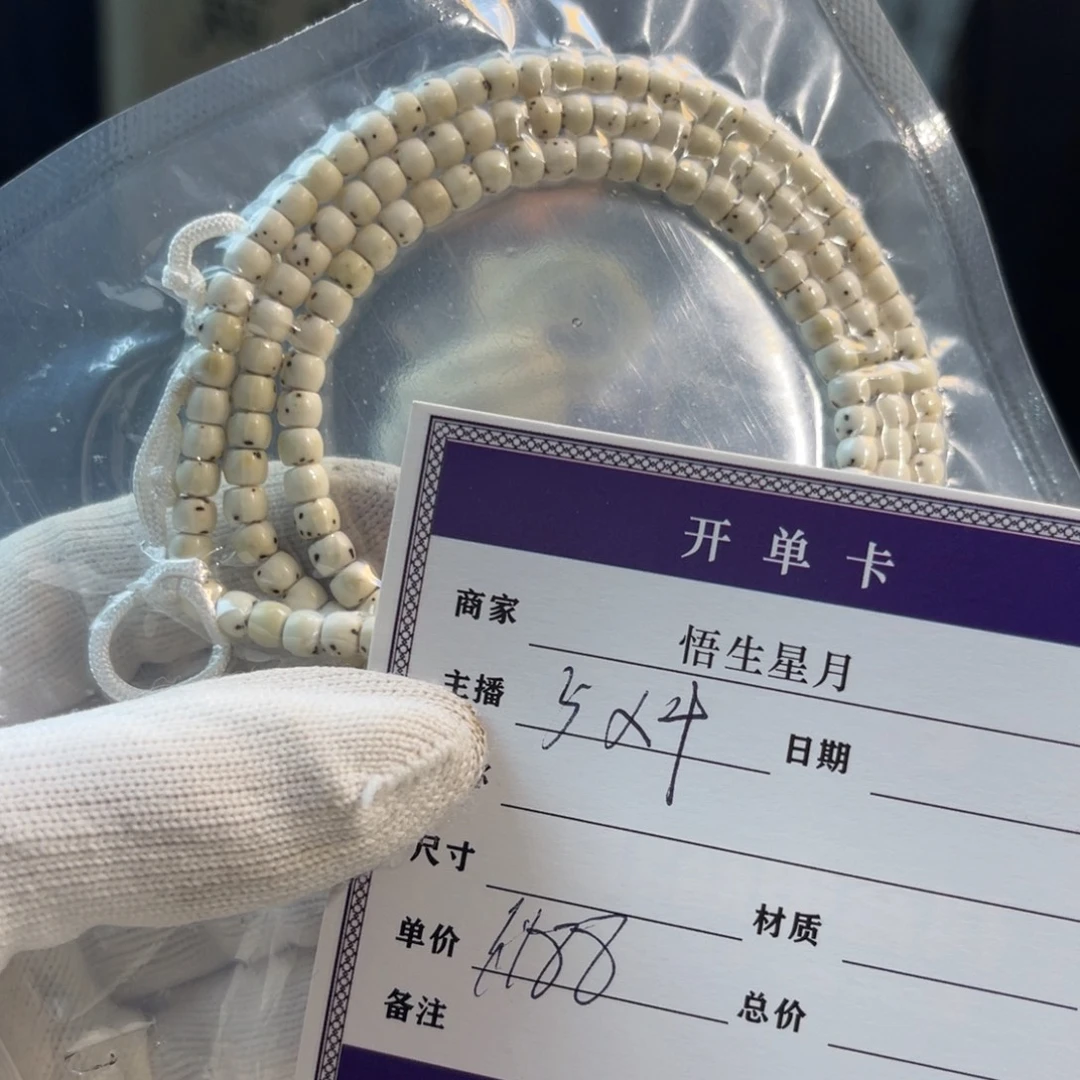 开单卡
商家 悟生星月
主播 5x4 日期
尺寸
材质
单价
备注
总价